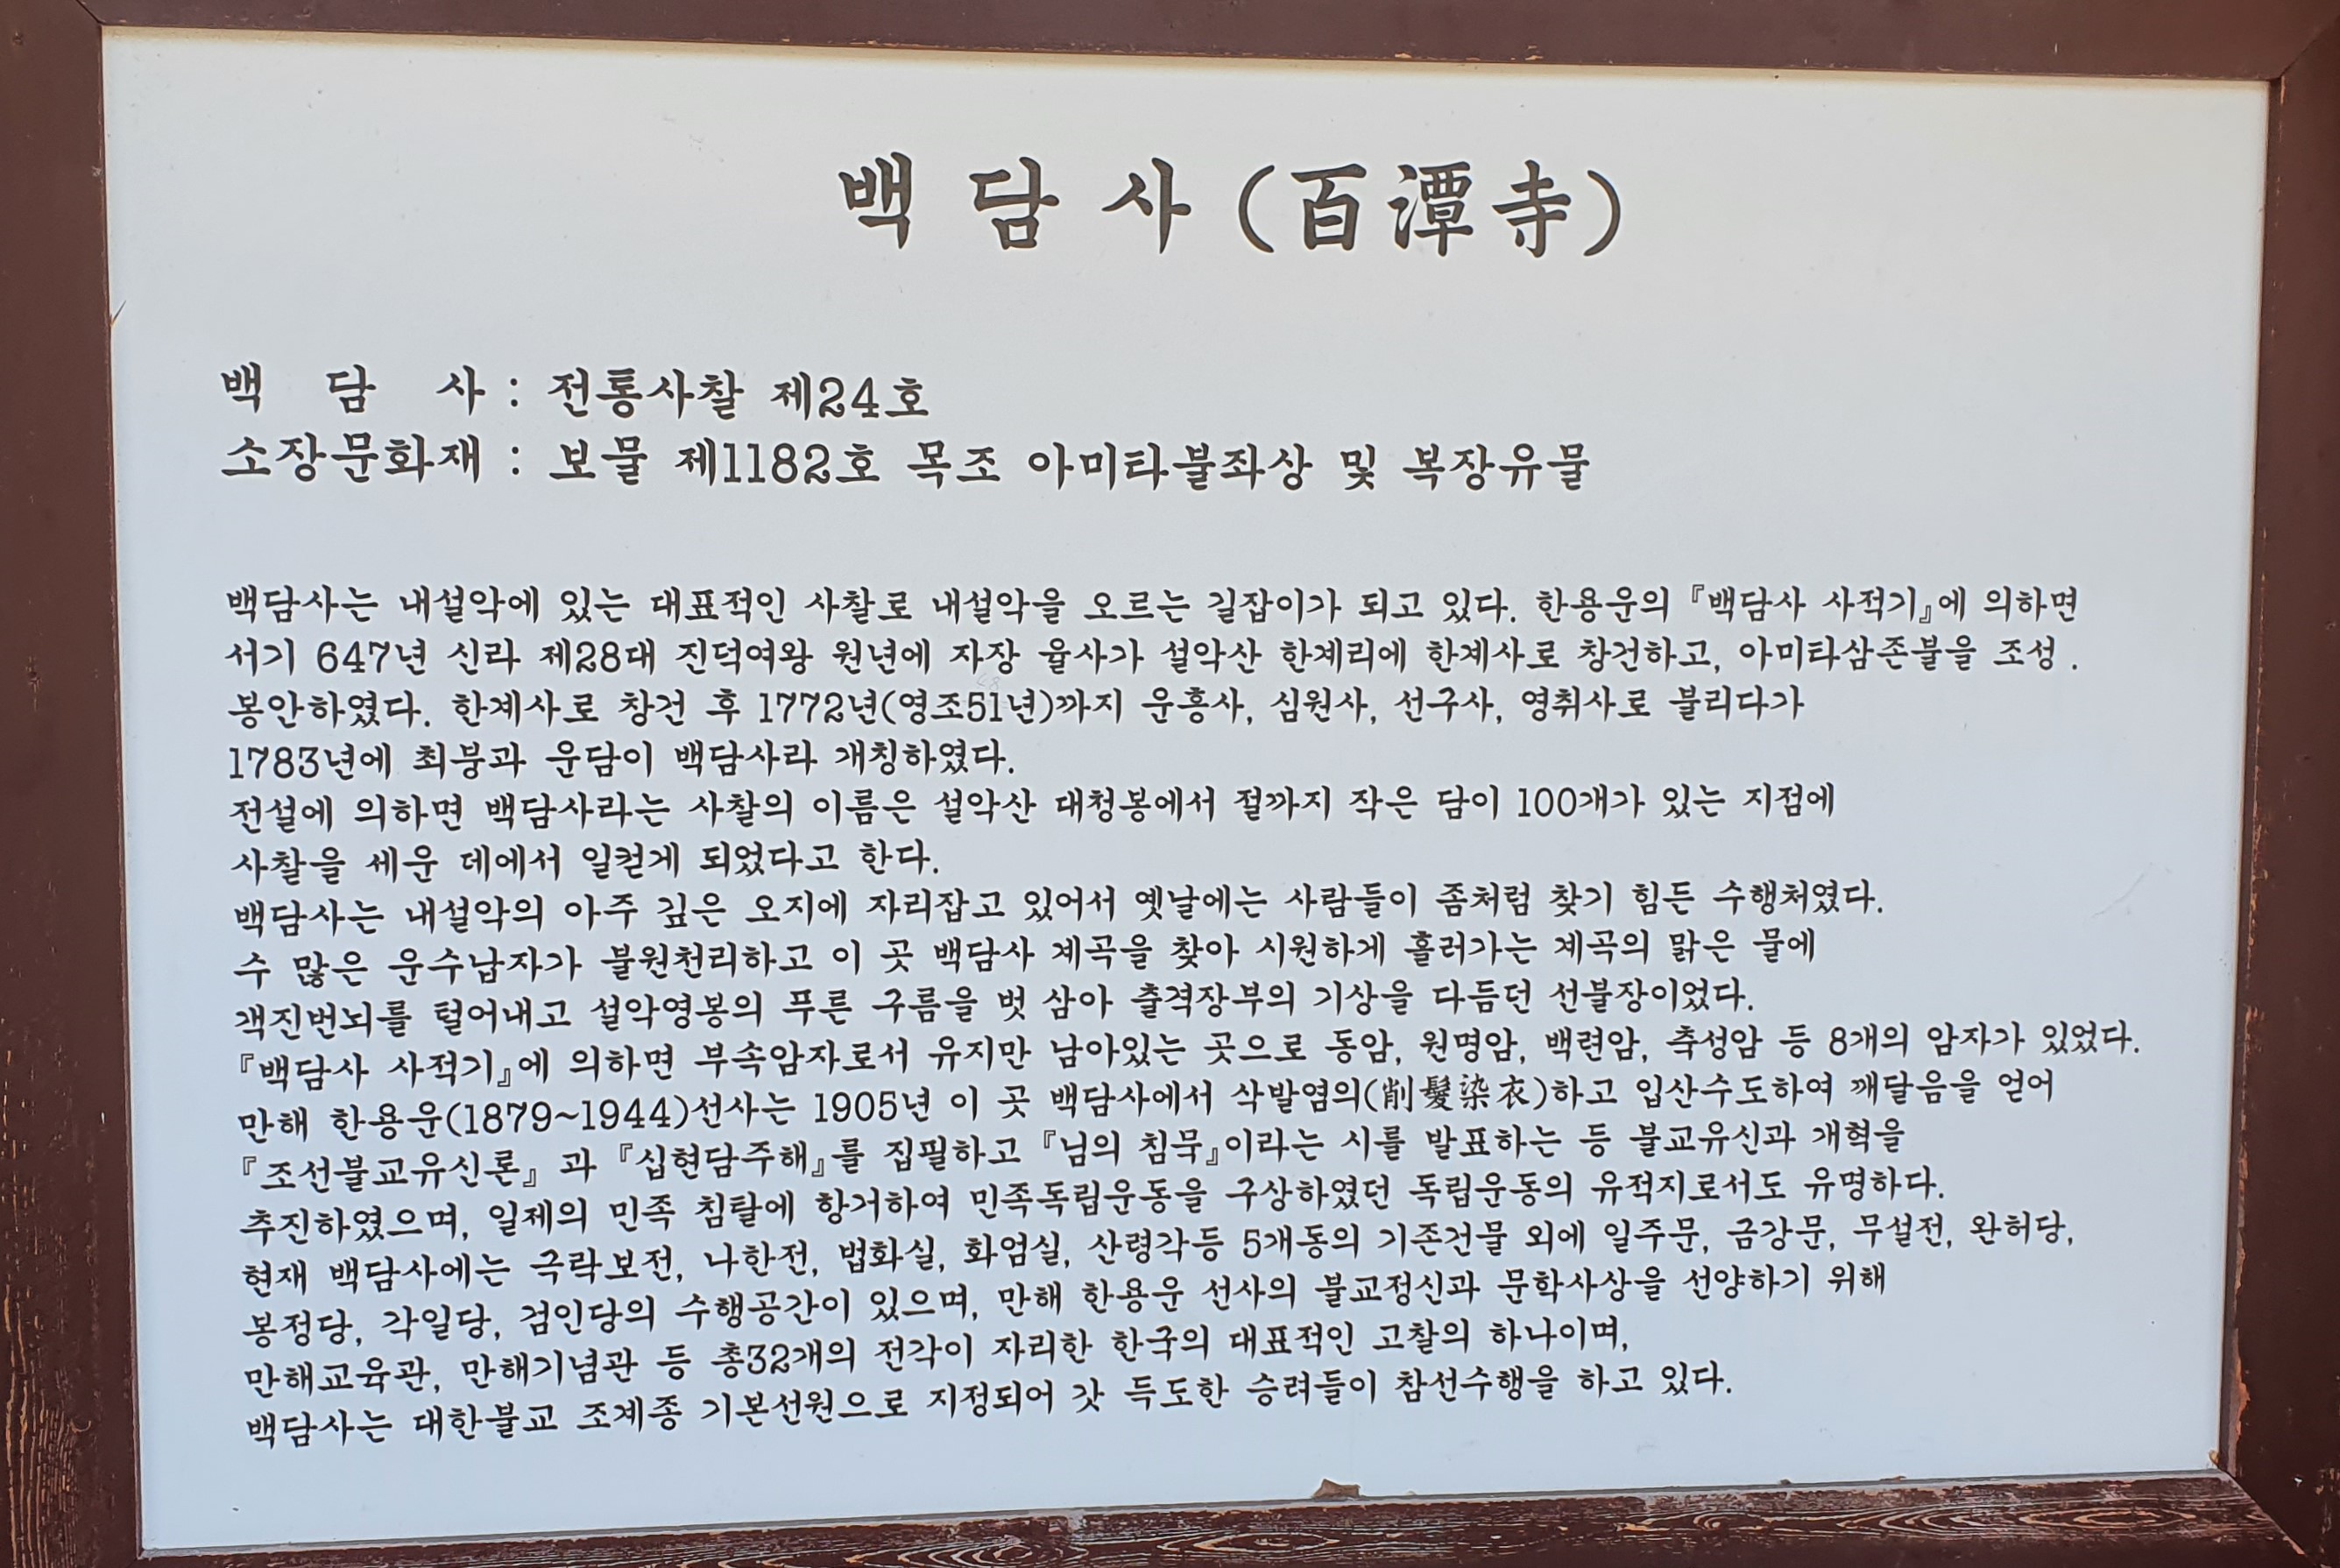 백 담 사 (百潭寺)
백 담 사 : 전통사찰 제24호
소장문화재 : 보물 제1182호 목조 아미타불좌상 및 복장유물
백담사는 내설악에 있는 대표적인 사찰로 내설악을 오르는 길잡이가 되고 있다. 한용운의 『백담사 사적기』에 의하면
서기 647년 신라 제28대 진덕여왕 원년에 자장 율사가 설악산 한계리에 한계사로 창건하고, 아미타삼존불을 조성 .
봉안하였다. 한계사로 창건 후 1772년(영조51년)까지 운흥사, 심원사, 선구사, 영취사로 불리다가
1783년에 최붕과 운담이 백담사라 개칭하였다.
전설에 의하면 백담사라는 사찰의 이름은 설악산 대청봉에서 절까지 작은 담이 100개가 있는 지점에
사찰을 세운 데에서 일컫게 되었다고 한다.
백담사는 내설악의 아주 깊은 오지에 자리잡고 있어서 옛날에는 사람들이 좀처럼 찾기 힘든 수행처였다.
수 많은 운수납자가 불원천리하고 이 곳 백담사 계곡을 찾아 시원하게 흘러가는 계곡의 맑은 물에
객진번뇌를 털어내고 설악영봉의 푸른 구름을 벗 삼아 출격장부의 기상을 다듬던 선불장이었다.
『백담사 사적기』에 의하면 부속암자로서 유지만 남아있는 곳으로 동암, 원명암, 백련암, 축성암 등 8개의 암자가 있었다.
만해 한용운(1879~1944)선사는 1905년 이 곳 백담사에서 삭발염의(削髮染衣)하고 입산수도하여 깨달음을 얻어
『조선불교유신론』 과 『십현담주해』를 집필하고 『님의 침묵』이라는 시를 발표하는 등 불교유신과 개혁을
추진하였으며, 일제의 민족 침탈에 항거하여 민족독립운동을 구상하였던 독립운동의 유적지로서도 유명하다.
현재 백담사에는 극락보전, 나한전, 법화실, 화엄실, 산령각등 5개동의 기존건물 외에 일주문, 금강문, 무설전, 완허당,
봉정당, 각일당, 검인당의 수행공간이 있으며, 만해 한용운 선사의 불교정신과 문학사상을 선양하기 위해
만해교육관, 만해기념관 등 총32개의 전각이 자리한 한국의 대표적인 고찰의 하나이며,
백담사는 대한불교 조계종 기본선원으로 지정되어 갓 득도한 승려들이 참선수행을 하고 있다.